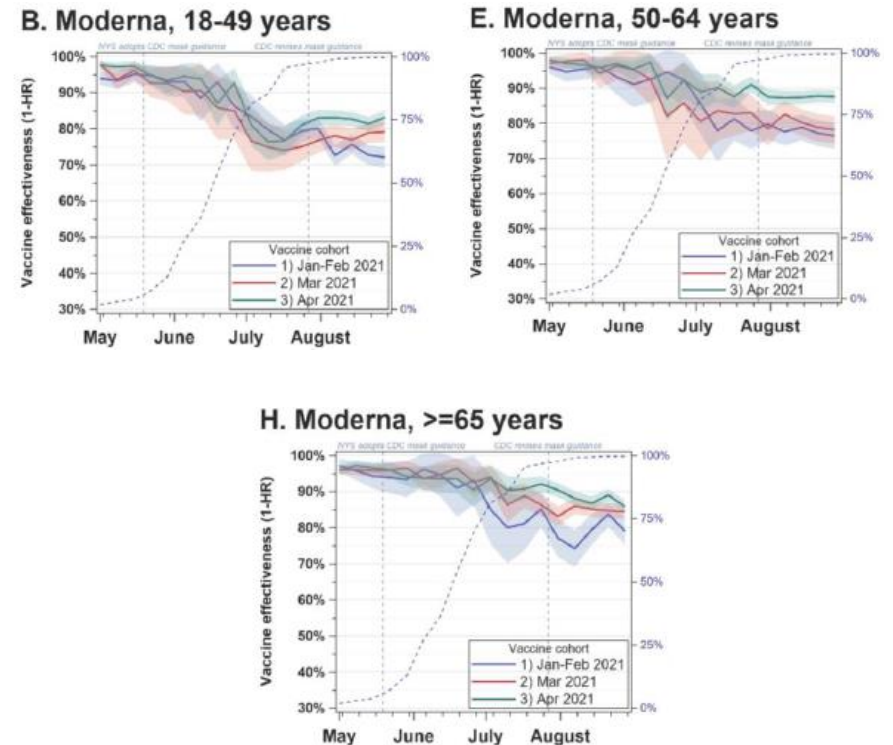 B. Moderna, 18-49 years
NYS adopts CDC mask guidance
CDC revises mask guidance
Vaccine effectiveness (1-HR)
100%
90%
80%
70%
60%
50%
40%
30%
100%
75%
50%
25%
0%
Vaccine cohort
1) Jan-Feb 2021
2) Mar 2021
3) Apr 2021
May June July August
E. Moderna, 50-64 years
NYS adopts CDC mask guidance
CDC revises mask guidance
Vaccine effectiveness (1-HR)
100%
90%
80%
70%
60%
50%
40%
30%
100%
75%
50%
25%
0%
Vaccine cohort
1) Jan-Feb 2021
2) Mar 2021
3) Apr 2021
May June July August
H. Moderna, >=65 years
NYS adopts CDC mask guidance
CDC revises mask guidance
Vaccine effectiveness (1-HR)
100%
90%
80%
70%
60%
50%
40%
30%
100%
75%
50%
25%
0%
Vaccine cohort
1) Jan-Feb 2021
2) Mar 2021
3) Apr 2021
May June July August